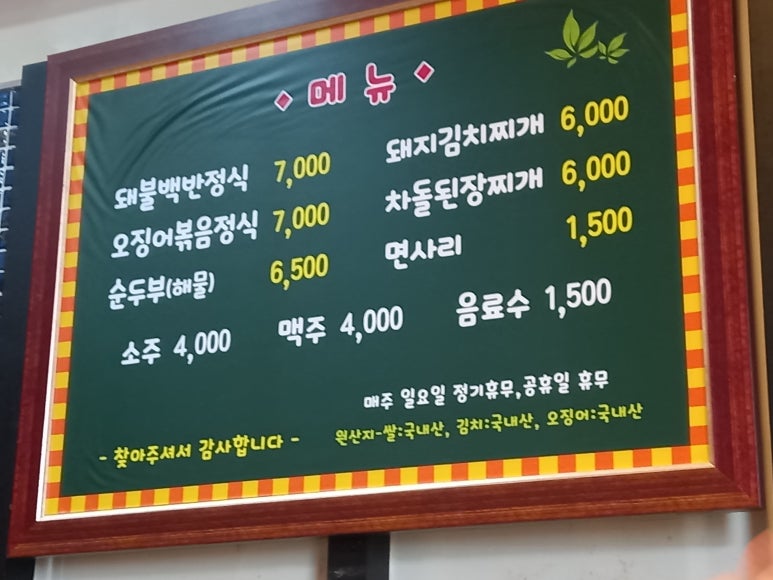 메뉴
돼불백반정식 7,000
오징어볶음정식 7,000
순두부(해물) 6,500
돼지김치찌개 6,000
차돌된장찌개 6,000
면사리 1,500
소주 4,000 맥주 4,000 음료수 1,500
매주 일요일 정기휴무,공휴일 휴무
- 찾아주셔서 감사합니다 -
원산지-쌀:국내산, 김치:국내산, 오징어:국내산